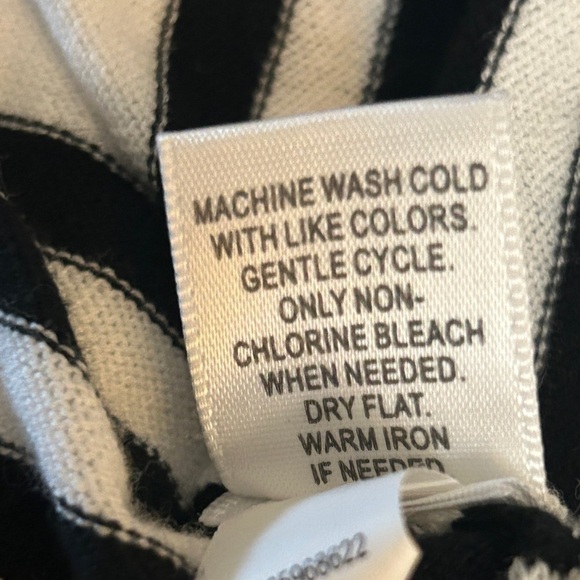 MACHINE WASH COLD
WITH LIKE COLORS.
GENTLE CYCLE.
ONLY NON-
CHLORINE BLEACH
WHEN NEEDED.
DRY FLAT.
WARM IRON
IF NEEDED